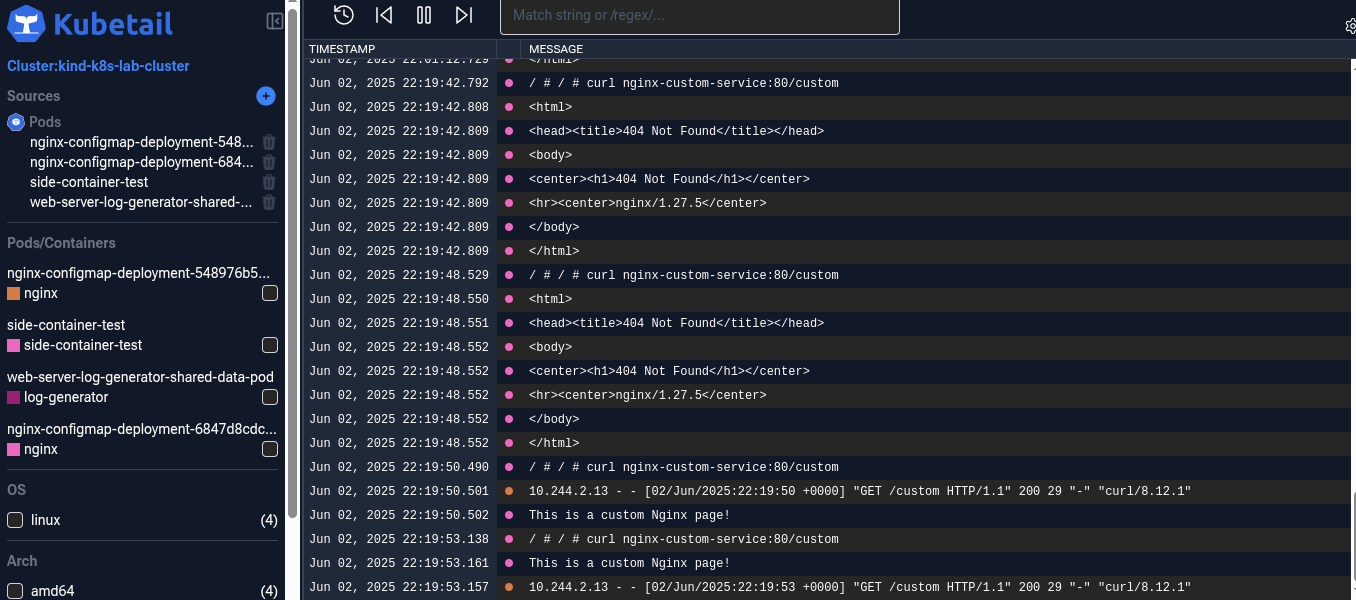 Kubetail
Cluster:kind-k8s-lab-cluster
Sources
Pods
nginx-configmap-deployment-548...
nginx-configmap-deployment-684...
side-container-test
web-server-log-generator-shared-...
Pods/Containers
nginx-configmap-deployment-548976b5...
nginx
side-container-test
side-container-test
web-server-log-generator-shared-data-pod
log-generator
nginx-configmap-deployment-6847d8cdc...
nginx
OS
linux (4)
Arch
amd64 (4)
Match string or /regex/...
TIMESTAMP MESSAGE
Jun 02, 2025 22:01:12.729 </html>
Jun 02, 2025 22:19:42.792 / # / # curl nginx-custom-service:80/custom
Jun 02, 2025 22:19:42.808 <html>
Jun 02, 2025 22:19:42.809 <head><title>404 Not Found</title></head>
Jun 02, 2025 22:19:42.809 <body>
Jun 02, 2025 22:19:42.809 <center><h1>404 Not Found</h1></center>
Jun 02, 2025 22:19:42.809 <hr><center>nginx/1.27.5</center>
Jun 02, 2025 22:19:42.809 </body>
Jun 02, 2025 22:19:42.809 </html>
Jun 02, 2025 22:19:48.529 / # / # curl nginx-custom-service:80/custom
Jun 02, 2025 22:19:48.550 <html>
Jun 02, 2025 22:19:48.551 <head><title>404 Not Found</title></head>
Jun 02, 2025 22:19:48.552 <body>
Jun 02, 2025 22:19:48.552 <center><h1>404 Not Found</h1></center>
Jun 02, 2025 22:19:48.552 <hr><center>nginx/1.27.5</center>
Jun 02, 2025 22:19:48.552 </body>
Jun 02, 2025 22:19:48.552 </html>
Jun 02, 2025 22:19:50.490 / # / # curl nginx-custom-service:80/custom
Jun 02, 2025 22:19:50.501 10.244.2.13 - - [02/Jun/2025:22:19:50 +0000] "GET /custom HTTP/1.1" 200 29 "-" "curl/8.12.1"
Jun 02, 2025 22:19:50.502 This is a custom Nginx page!
Jun 02, 2025 22:19:53.138 / # / # curl nginx-custom-service:80/custom
Jun 02, 2025 22:19:53.161 This is a custom Nginx page!
Jun 02, 2025 22:19:53.157 10.244.2.13 - - [02/Jun/2025:22:19:53 +0000] "GET /custom HTTP/1.1" 200 29 "-" "curl/8.12.1"